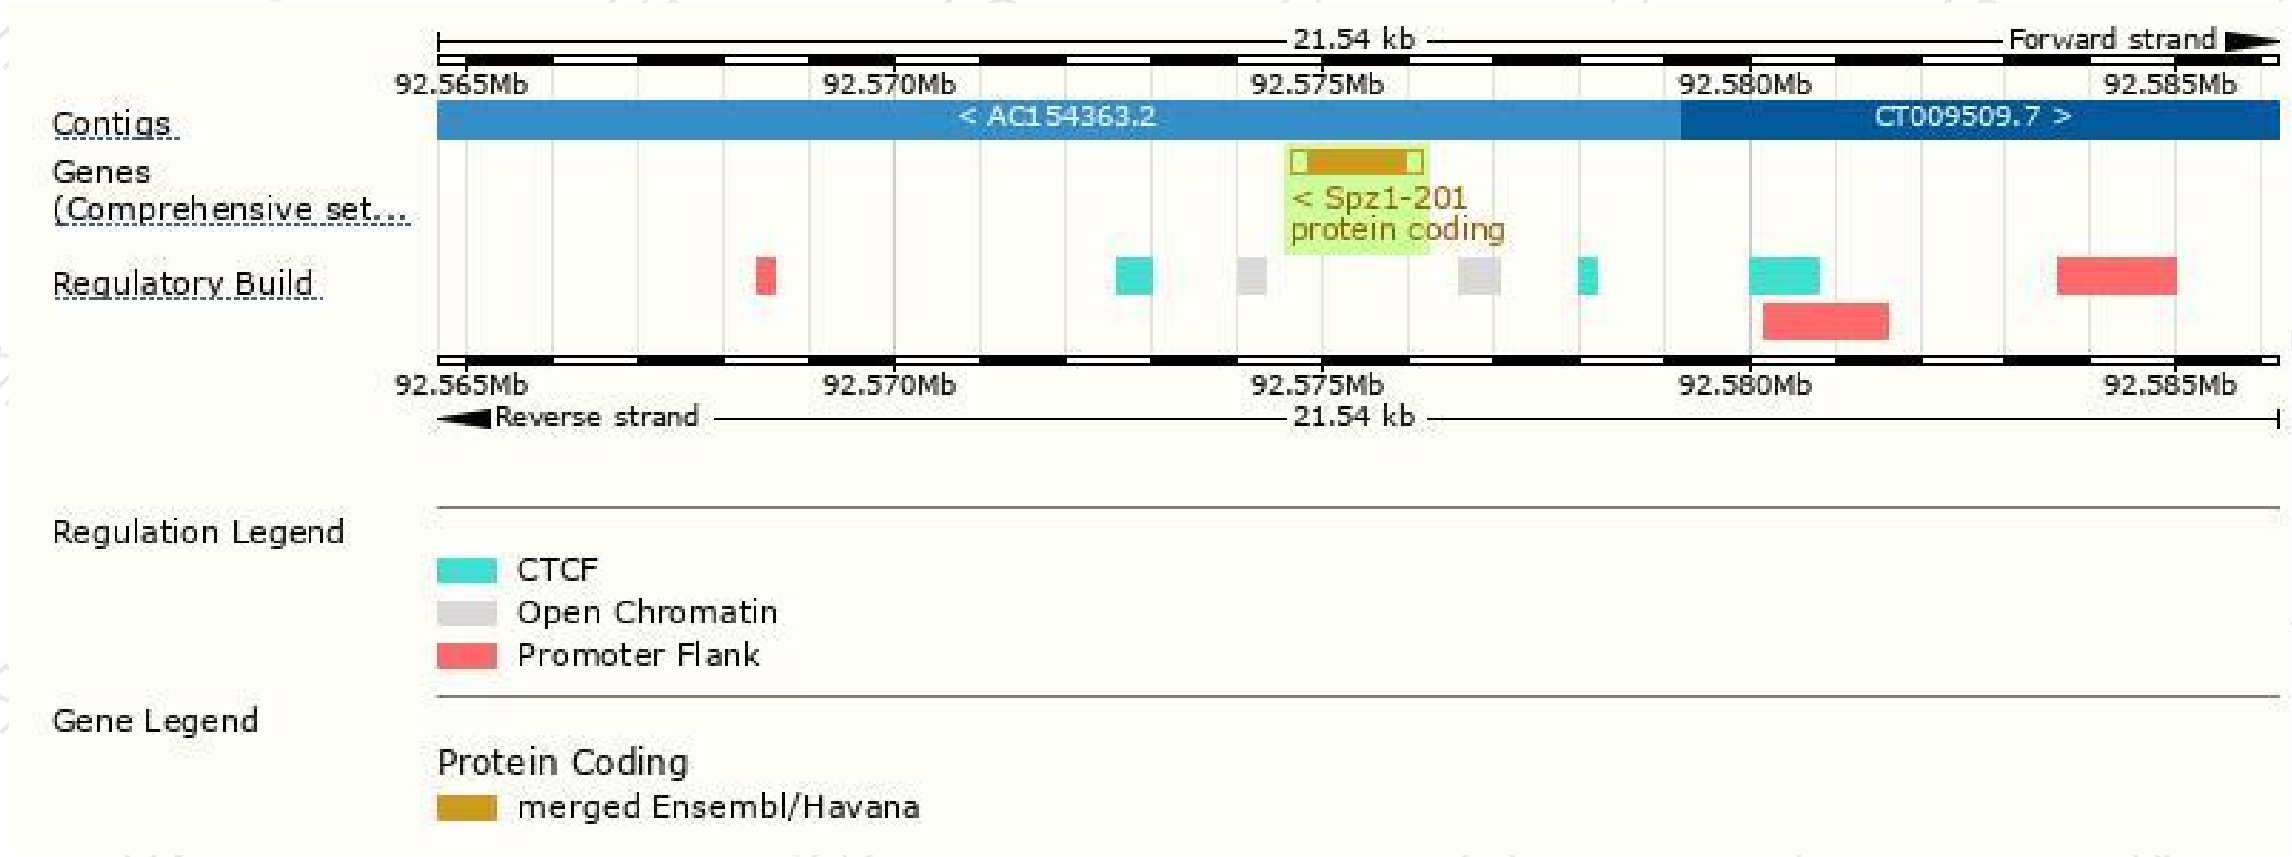 21.54 kb Forward strand
92.565Mb 92.570Mb 92.575Mb 92.580Mb 92.585Mb
Contigs < AC154363.2 CT009509.7 >
Genes
(Comprehensive set... < Spz1-201
protein coding
Regulatory Build
92.565Mb 92.570Mb 92.575Mb 92.580Mb 92.585Mb
Reverse strand 21.54 kb
Regulation Legend
CTCF
Open Chromatin
Promoter Flank
Gene Legend
Protein Coding
merged Ensembl/Havana